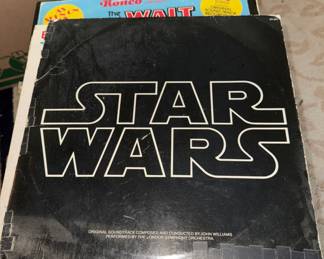 Ronco
the WALT
STAR
WARS
ORIGINAL SOUNDTRACK COMPOSED AND CONDUCTED BY JOHN WILLIAMS
PERFORMED BY THE LONDON SYMPHONY ORCHESTRA